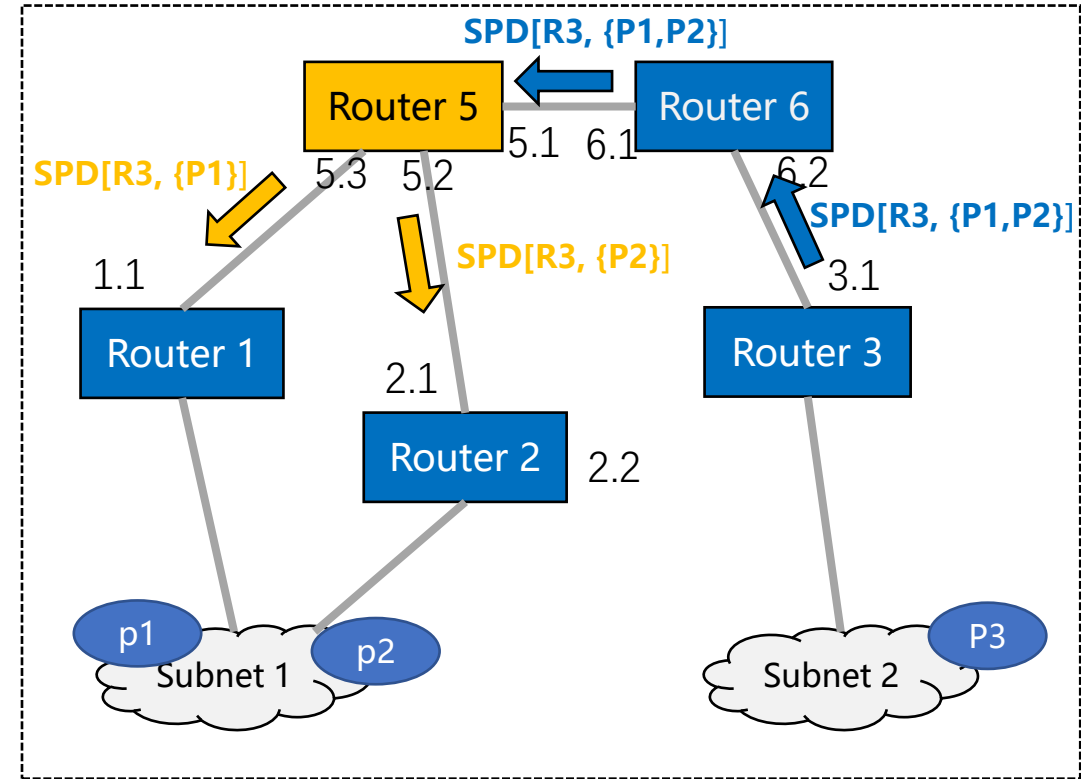 SPD[R3, {P1,P2}]
Router 5
Router 6
5.1
6.1
SPD[R3, {P1}]
5.3
5.2
6.2
SPD[R3, {P1,P2}]
SPD[R3, {P2}]
1.1
3.1
Router 1
Router 3
2.1
Router 2
2.2
p1
p2
P3
Subnet 1
Subnet 2